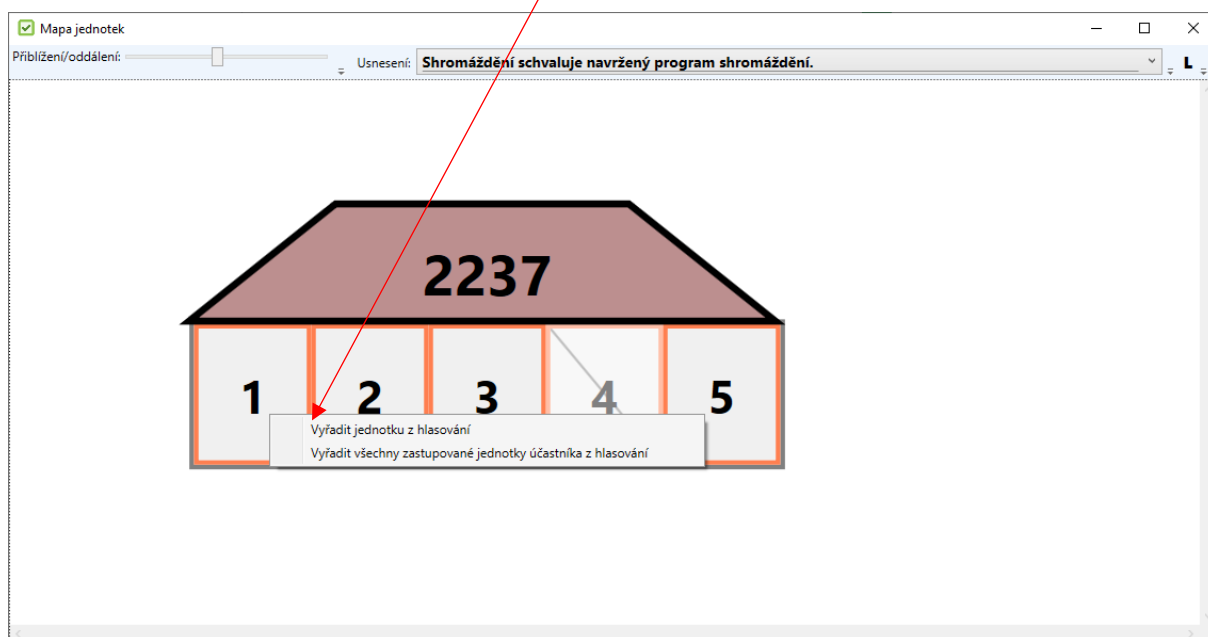 Mapa jednotek
Přiblížení/oddálení:
Usnesení: Shromáždění schvaluje navržený program shromáždění. L
2237
1 2 3 4 5
Vyřadit jednotku z hlasování
Vyřadit všechny zastupované jednotky účastníka z hlasování